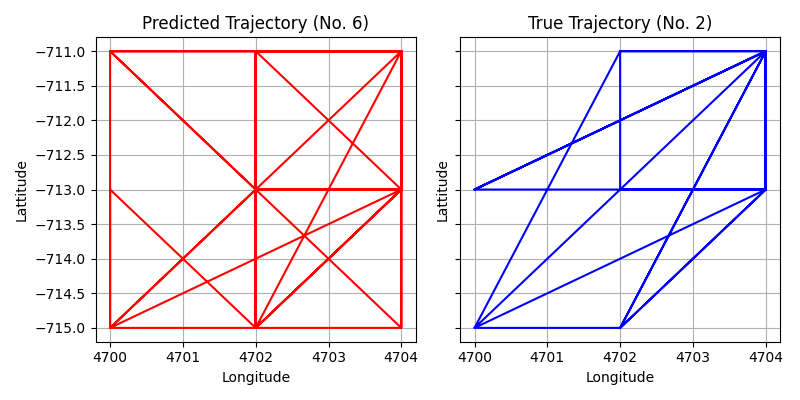 Predicted Trajectory (No. 6)
−711.0
−711.5
−712.0
−712.5
−713.0
−713.5
−714.0
−714.5
−715.0
Lattitude
4700 4701 4702 4703 4704
Longitude
True Trajectory (No. 2)
Lattitude
4700 4701 4702 4703 4704
Longitude